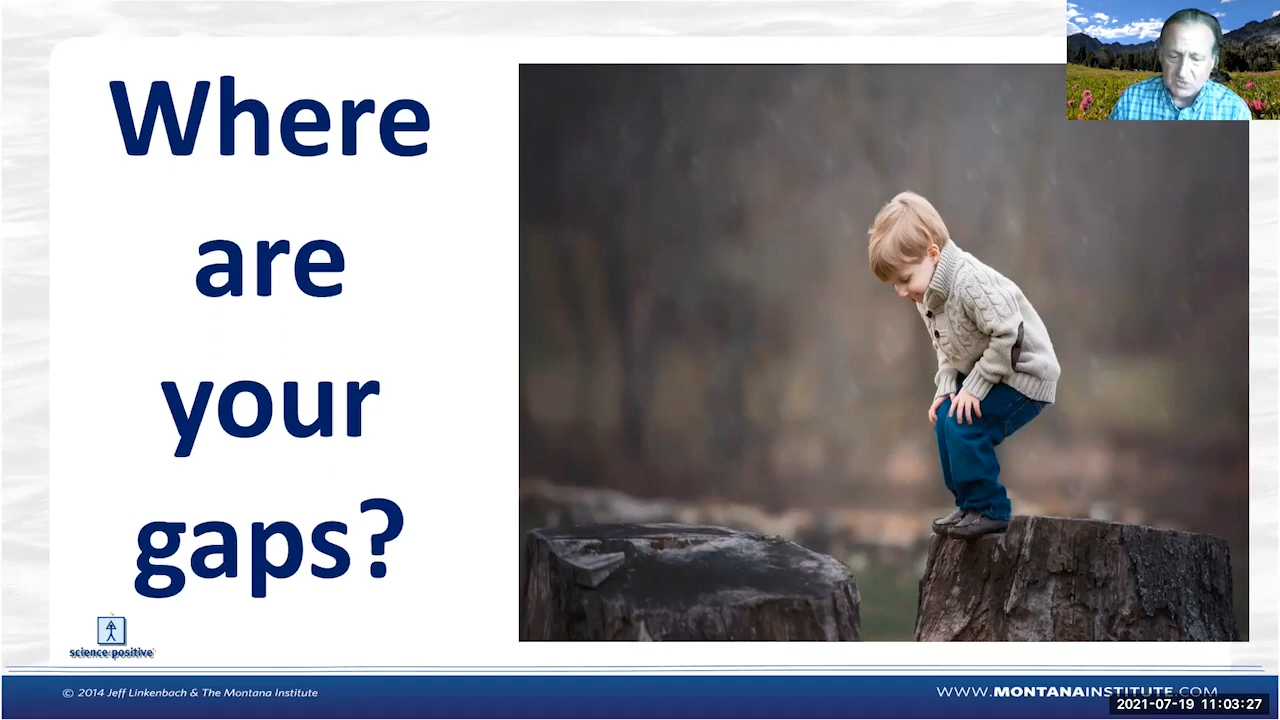 Where
are
your
gaps?
science positive
© 2014 Jeff Linkenbach & The Montana Institute
WWW.MONTANAINSTITUTE.COM
2021-07-19 11:03:27